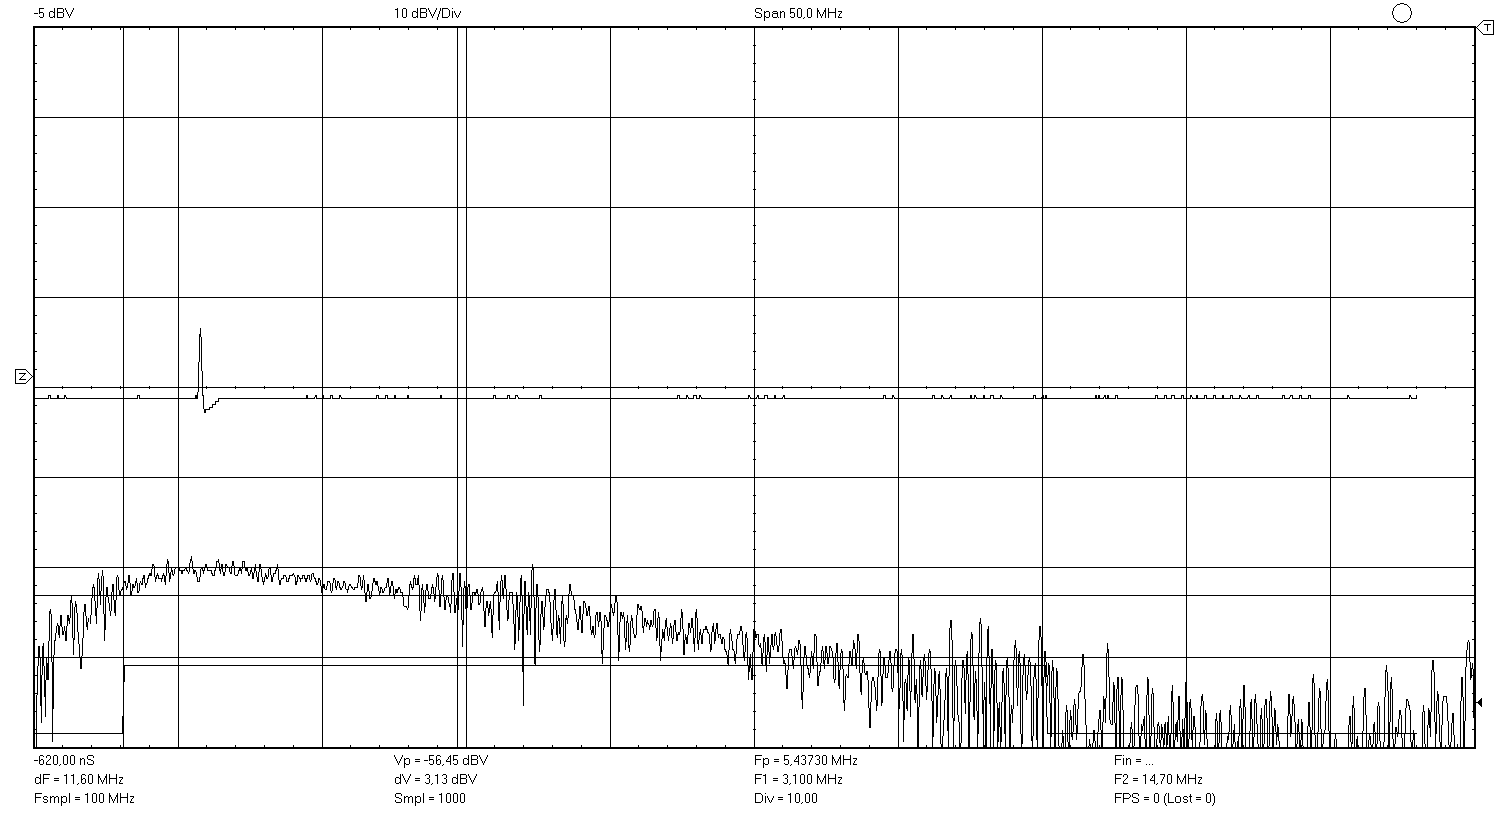 -5 dBV 10 dBV/Div Span 50,0 MHz
T
Z
-620,00 nS Vp = -56,45 dBV Fp = 5,43730 MHz Fin = ...
dF = 11,60 MHz dV = 3,13 dBV F1 = 3,100 MHz F2 = 14,70 MHz
Fsmpl = 100 MHz Smpl = 1000 Div = 10,00 FPS = 0 (Lost = 0)